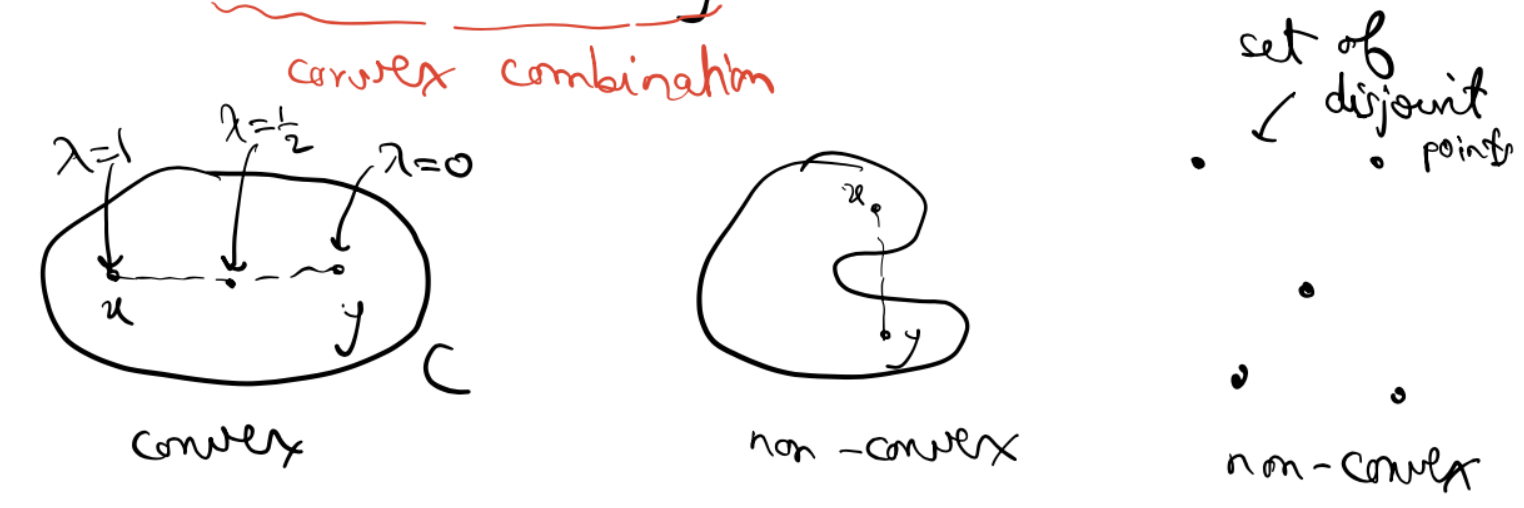 convex combination
set of
disjoint
points
λ=1
λ=1/2
λ=0
x
y
C
x
y
convex
non-convex
non-convex